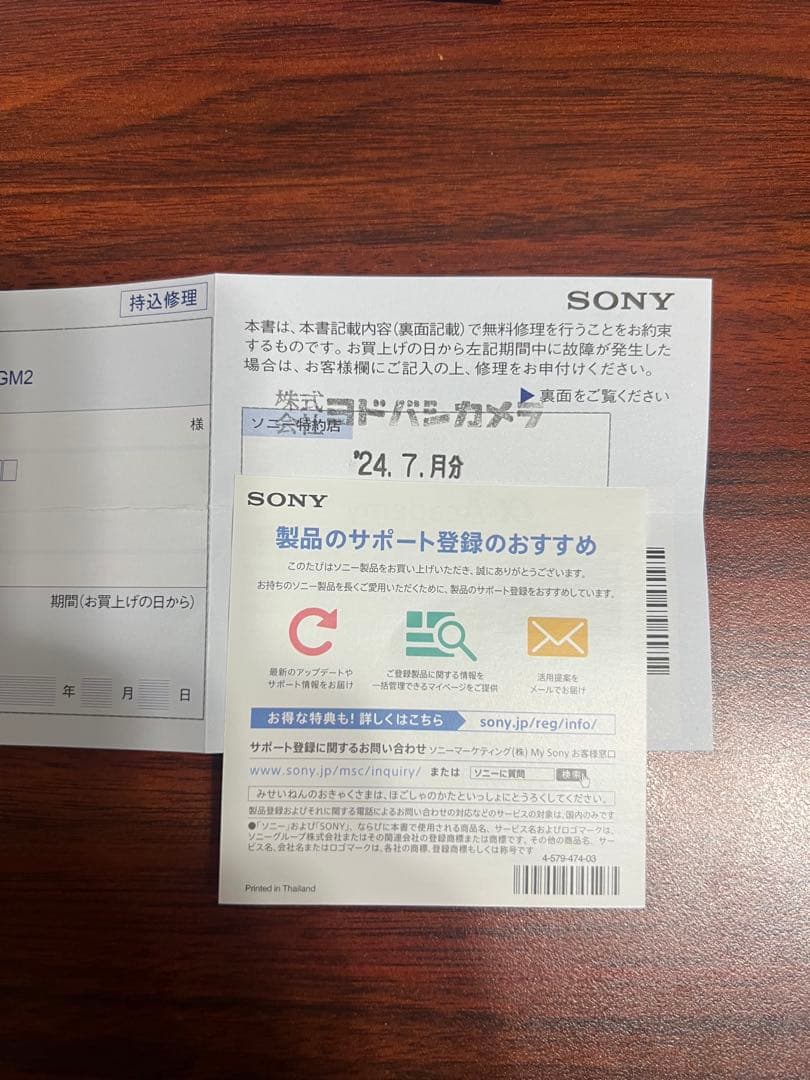 持込修理
GM2
様
期間(お買上げの日から)
年 月 日
SONY
本書は、本書記載内容(裏面記載)で無料修理を行うことをお約束
するものです。お買上げの日から左記期間中に故障が発生した
場合は、お客様欄にご記入の上、修理をお申付けください。
▶裏面をご覧ください
株式会社ヨドバシカメラ
ソニー特約店
'24. 7. 月分
SONY
製品のサポート登録のおすすめ
このたびはソニー製品をお買い上げいただき、誠にありがとうございます。
お持ちのソニー製品を長くご愛用いただくために、製品のサポート登録をおすすめしています。
最新のアップデートや
サポート情報をお届け
ご登録製品に関する情報を
一括管理できるマイページをご提供
活用提案を
メールでお届け
お得な特典も! 詳しくはこちら sony.jp/reg/info/
サポート登録に関するお問い合わせ ソニーマーケティング(株) My Sony お客様窓口
www.sony.jp/msc/inquiry/ または ソニーに質問 検索
みせいねんのおきゃくさまは、ほごしゃのかたといっしょにとうろくしてください。
製品登録およびそれに関する電話によるお問い合わせの対応などのサービスの対象は、国内のみです
●「ソニー」および「SONY」、ならびに本書で使用される商品名、サービス名およびロゴマークは、
ソニーグループ株式会社またはその関連会社の登録商標または商標です。その他の商品名、サー
ビス名、会社名またはロゴマークは、各社の商標、登録商標もしくは称号です
4-579-474-03
Printed in Thailand